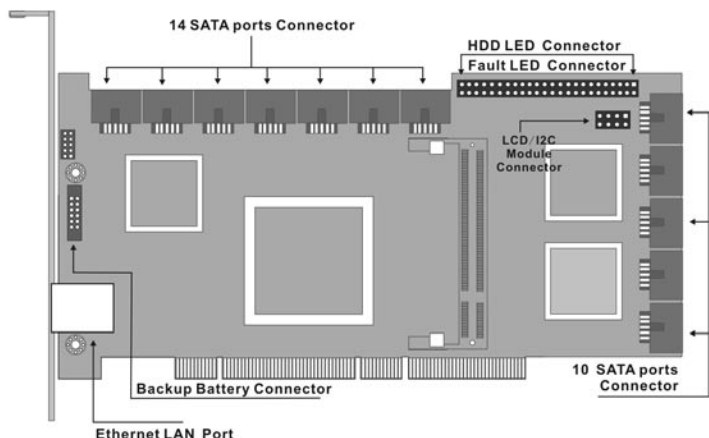 14 SATA ports Connector
HDD LED Connector
Fault LED Connector
LCD/I2C
Module
Connector
10 SATA ports
Connector
Backup Battery Connector
Ethernet LAN Port